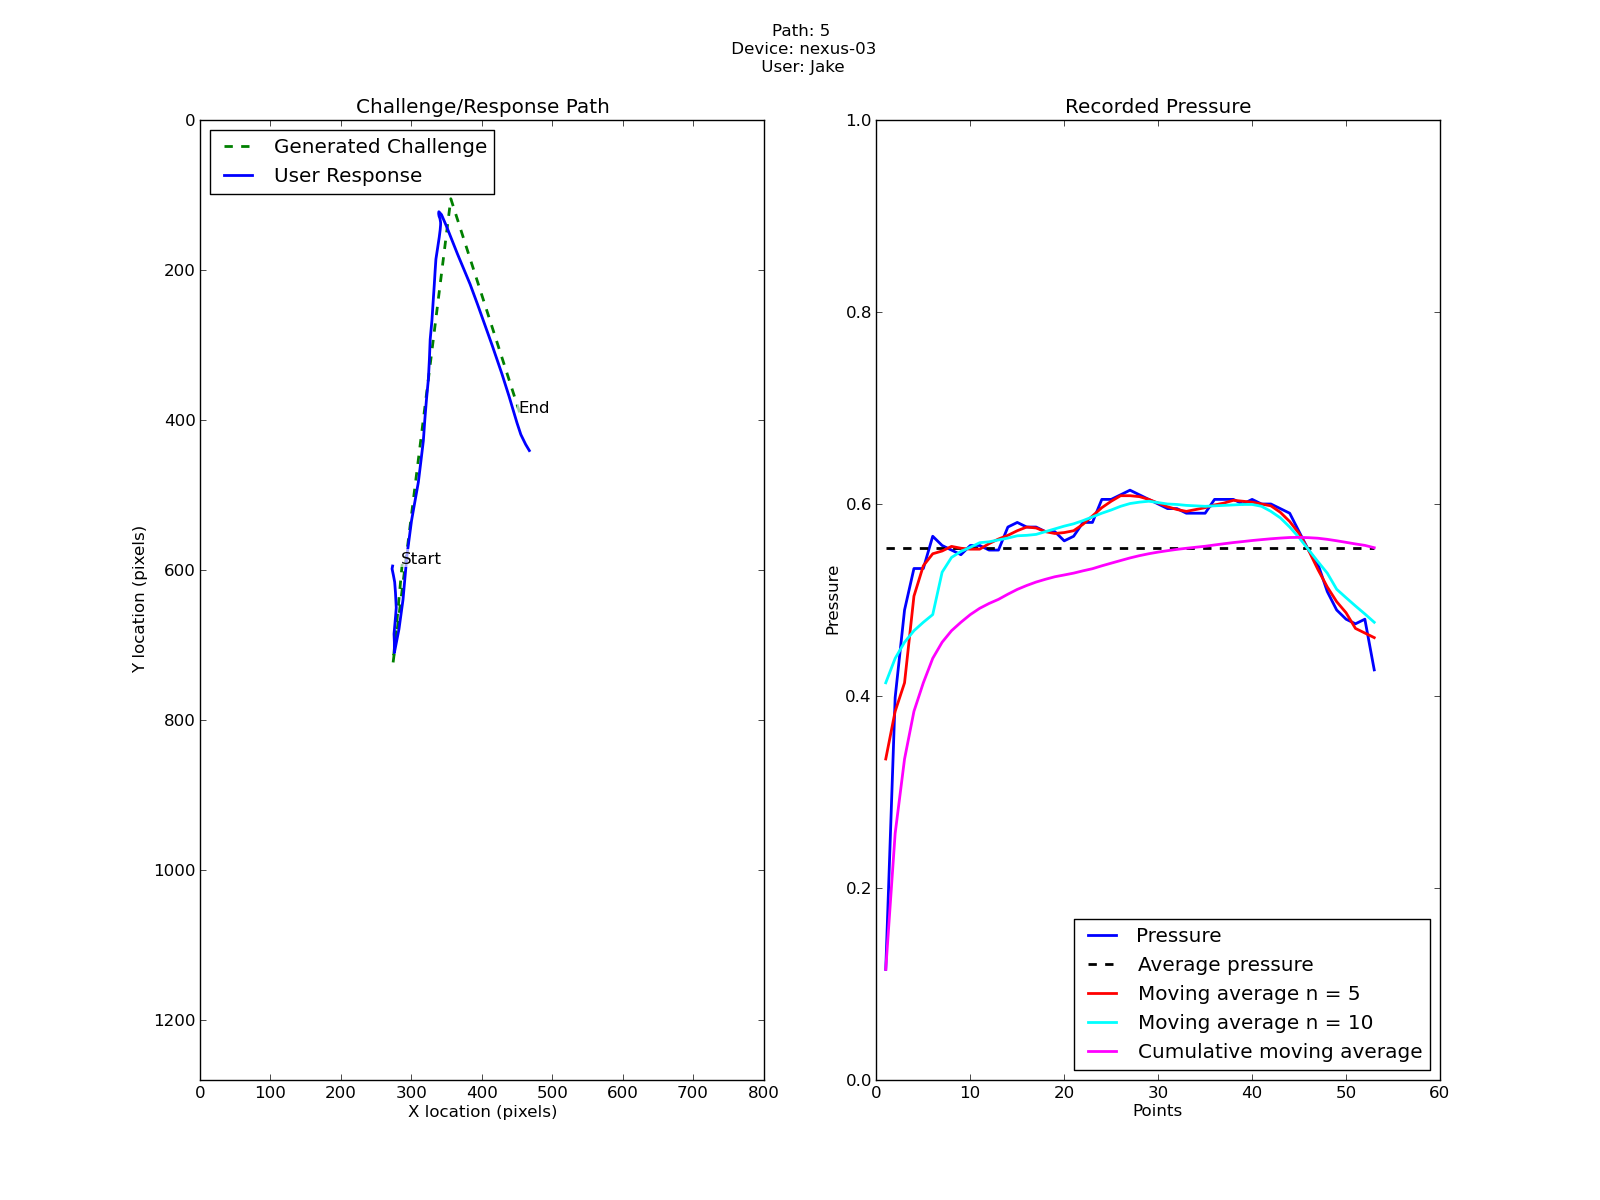 Path: 5
Device: nexus-03
User: Jake
Challenge/Response Path
Generated Challenge
User Response
Start
End
0
200
400
600
800
1000
1200
Y location (pixels)
0 100 200 300 400 500 600 700 800
X location (pixels)
Recorded Pressure
1.0
0.8
0.6
0.4
0.2
0.0
Pressure
Pressure
Average pressure
Moving average n = 5
Moving average n = 10
Cumulative moving average
0 10 20 30 40 50 60
Points